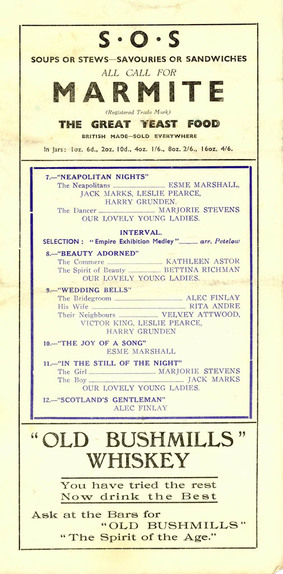 S·O·S
SOUPS OR STEWS—SAVOURIES OR SANDWICHES
ALL CALL FOR
MARMITE
(Registered Trade Mark)
THE GREAT YEAST FOOD
BRITISH MADE—SOLD EVERYWHERE
In Jars: 1oz. 6d., 2oz. 10d., 4oz. 1/6, 8oz. 2/6, 16oz. 4/6.
7.—"NEAPOLITAN NIGHTS"
The Neapolitans ESME MARSHALL,
JACK MARKS, LESLIE PEARCE,
HARRY GRUNDEN.
The Dancer MARJORIE STEVENS
OUR LOVELY YOUNG LADIES.
INTERVAL.
SELECTION : "Empire Exhibition Medley" arr. Petelow
8.—"BEAUTY ADORNED"
The Commere KATHLEEN ASTOR
The Spirit of Beauty BETTINA RICHMAN
OUR LOVELY YOUNG LADIES.
9.—"WEDDING BELLS"
The Bridegroom ALEC FINLAY
His Wife RITA ANDRE
Their Neighbours VELVEY ATTWOOD,
VICTOR KING, LESLIE PEARCE,
HARRY GRUNDEN
10.—"THE JOY OF A SONG"
ESME MARSHALL
11.—"IN THE STILL OF THE NIGHT"
The Girl MARJORIE STEVENS
The Boy JACK MARKS
OUR LOVELY YOUNG LADIES.
12.—"SCOTLAND'S GENTLEMAN"
ALEC FINLAY
"OLD BUSHMILLS"
WHISKEY
You have tried the rest
Now drink the Best
Ask at the Bars for
"OLD BUSHMILLS"
"The Spirit of the Age."